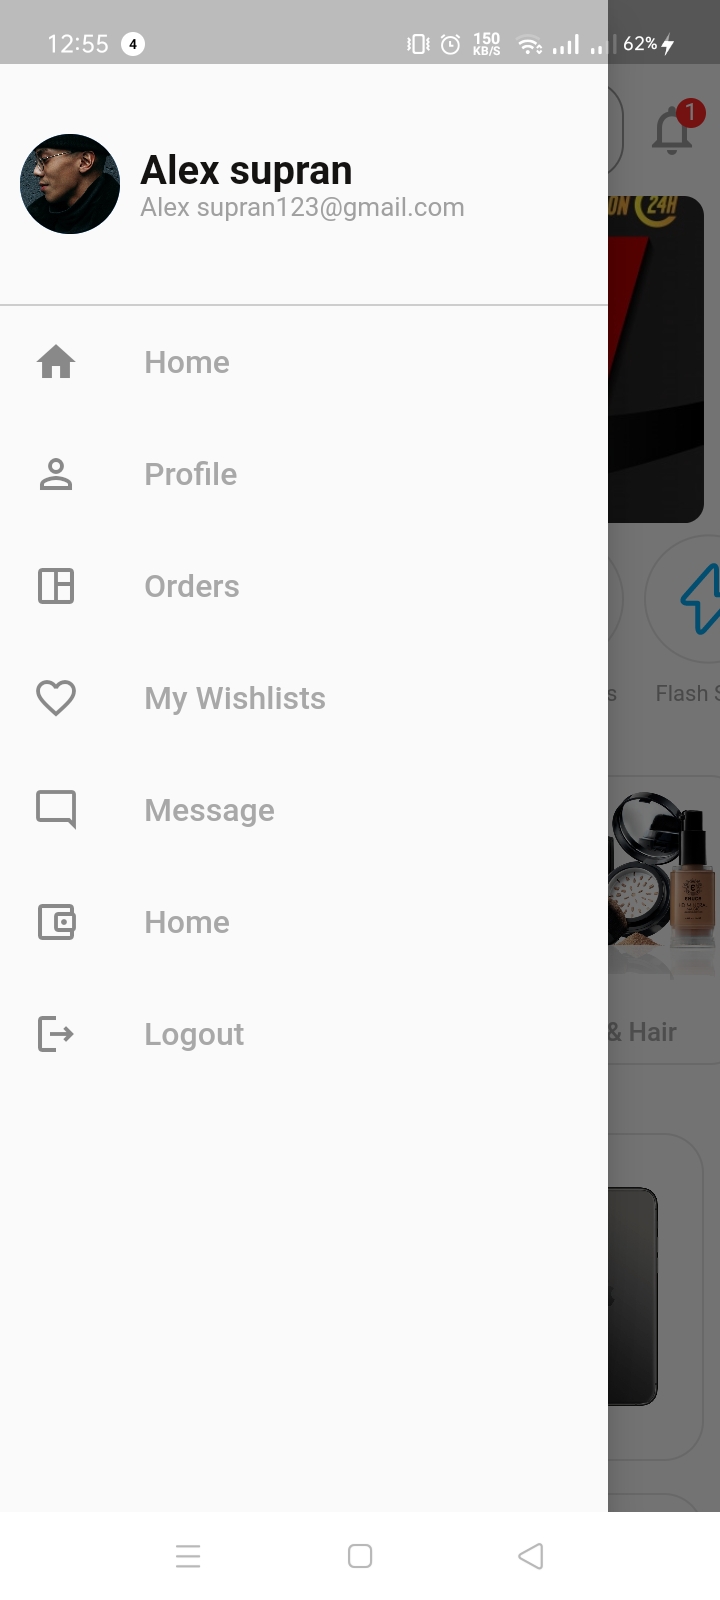 12:55 4 150 KB/S 62%
1
ON 24H
Alex supran
Alex supran123@gmail.com
Home
Profile
Orders
My Wishlists
s Flash S
Message
Home
& Hair
Logout